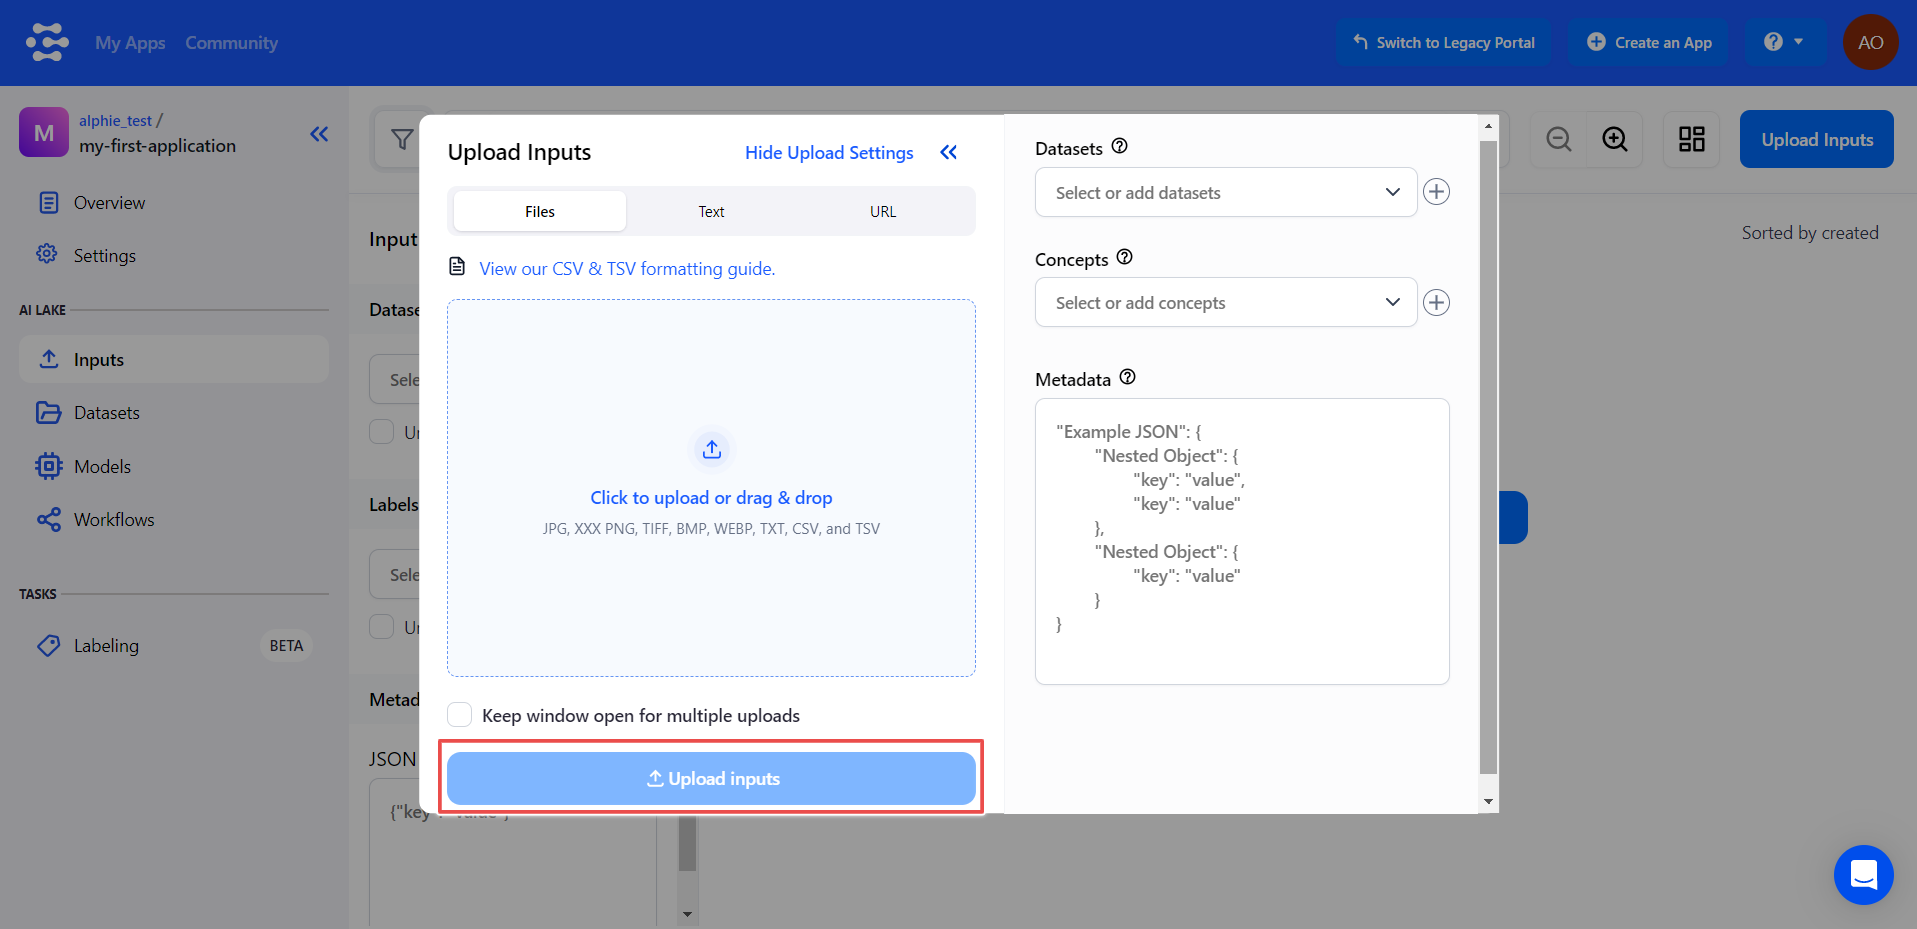 My Apps Community
Switch to Legacy Portal
Create an App
AO
M
alphie_test /
my-first-application
Overview
Settings
AI LAKE
Inputs
Datasets
Models
Workflows
TASKS
Labeling BETA
Upload Inputs
Sorted by created
Input
Datase
Sele
Un
Labels
Sele
Un
Metad
JSON
{"key": "value"}
Upload Inputs
Hide Upload Settings
Files Text URL
View our CSV & TSV formatting guide.
Click to upload or drag & drop
JPG, XXX PNG, TIFF, BMP, WEBP, TXT, CSV, and TSV
Keep window open for multiple uploads
Upload inputs
Datasets
Select or add datasets
Concepts
Select or add concepts
Metadata
"Example JSON": {
"Nested Object": {
"key": "value",
"key": "value"
},
"Nested Object": {
"key": "value"
}
}